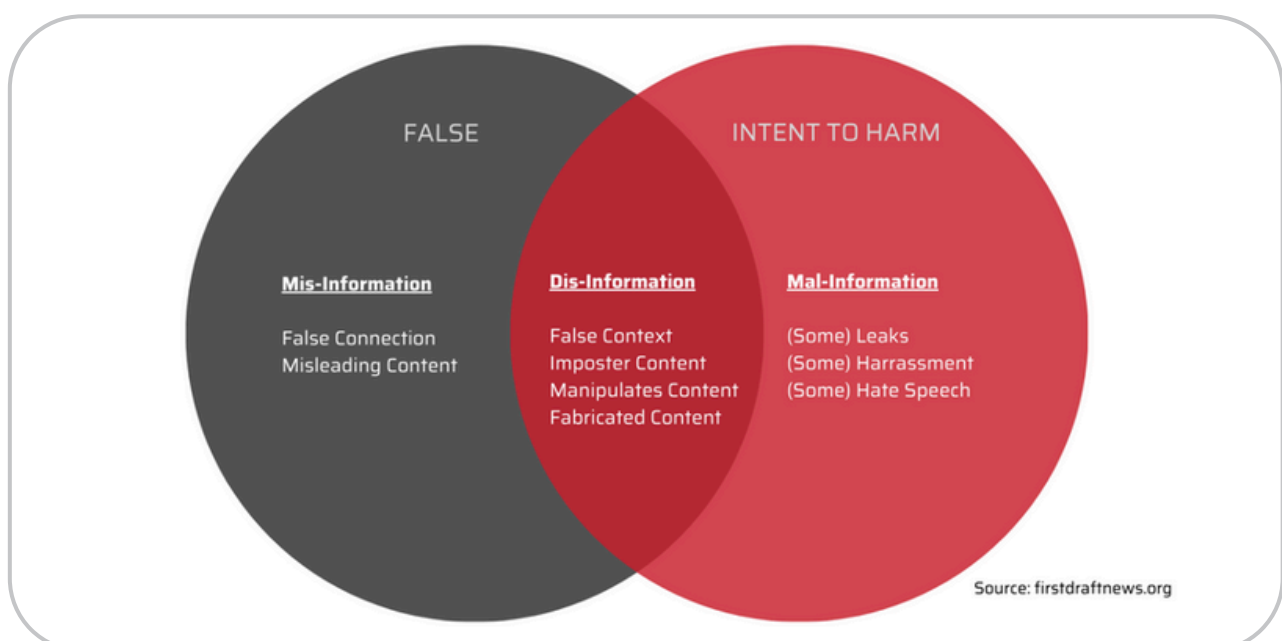 FALSE
INTENT TO HARM
Mis-Information
False Connection
Misleading Content
Dis-Information
False Context
Imposter Content
Manipulates Content
Fabricated Content
Mal-Information
(Some) Leaks
(Some) Harrassment
(Some) Hate Speech
Source: firstdraftnews.org